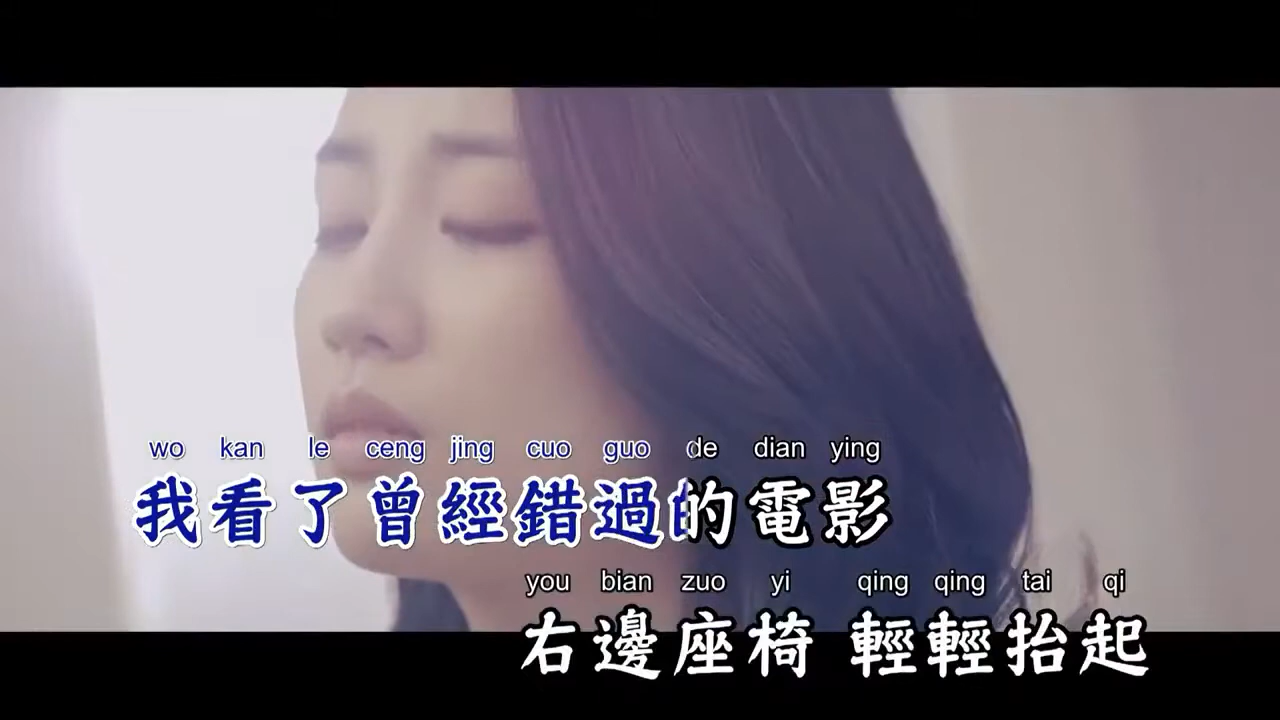 wo kan le ceng jing cuo guo de dian ying
我看了曾經錯過的電影
you bian zuo yi qing qing tai qi
右邊座椅 輕輕抬起